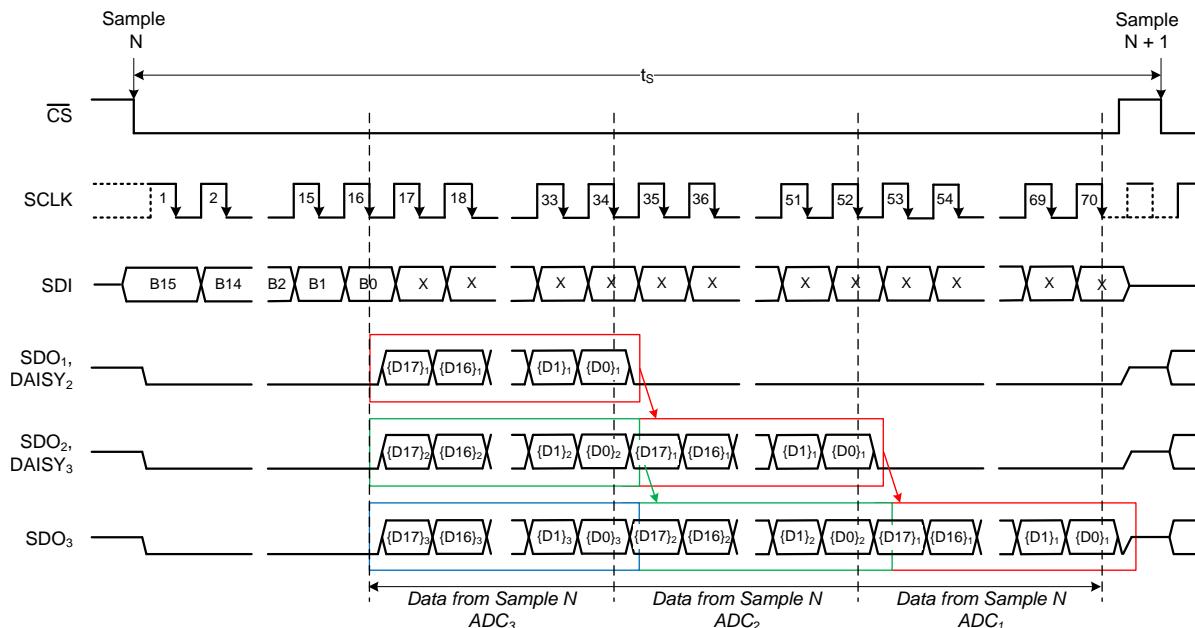 Sample
N
Sample
N + 1
tS
CS
SCLK
1 2 15 16 17 18 33 34 35 36 51 52 53 54 69 70
SDI
B15 B14 B2 B1 B0 X X X X X X X X X X X X
SDO1,
DAISY2
{D17}1 {D16}1 {D1}1 {D0}1
SDO2,
DAISY3
{D17}2 {D16}2 {D1}2 {D0}2 {D17}1 {D16}1 {D1}1 {D0}1
SDO3
{D17}3 {D16}3 {D1}3 {D0}3 {D17}2 {D16}2 {D1}2 {D0}2 {D17}1 {D16}1 {D1}1 {D0}1
Data from Sample N
ADC3
Data from Sample N
ADC2
Data from Sample N
ADC1